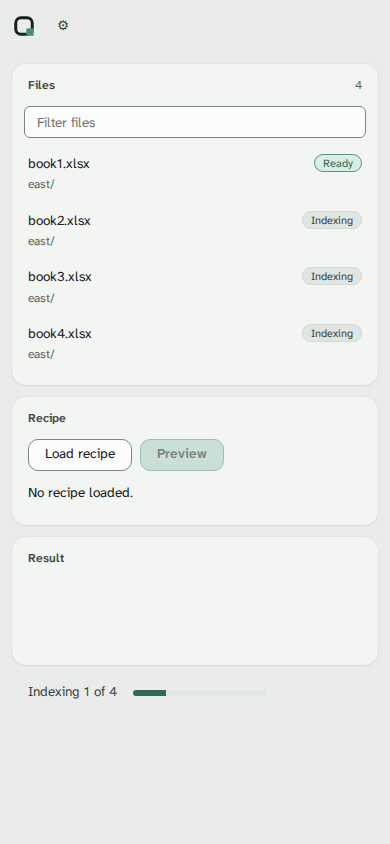 Files 4
Filter files
book1.xlsx Ready
east/
book2.xlsx Indexing
east/
book3.xlsx Indexing
east/
book4.xlsx Indexing
east/
Recipe
Load recipe Preview
No recipe loaded.
Result
Indexing 1 of 4